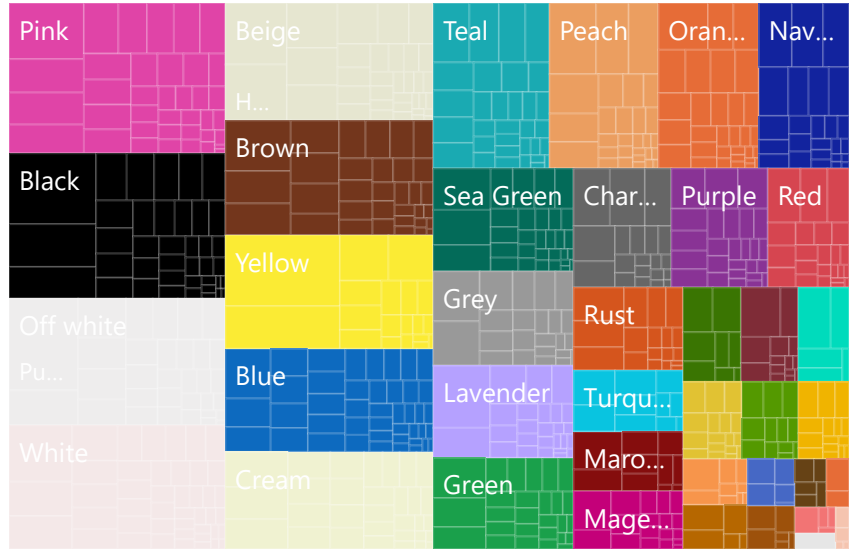 Pink
Black
Off white
Pu...
White
Beige
H...
Brown
Yellow
Blue
Cream
Teal
Peach
Oran...
Nav...
Sea Green
Char...
Purple
Red
Grey
Rust
Lavender
Turqu...
Maro...
Green
Mage...